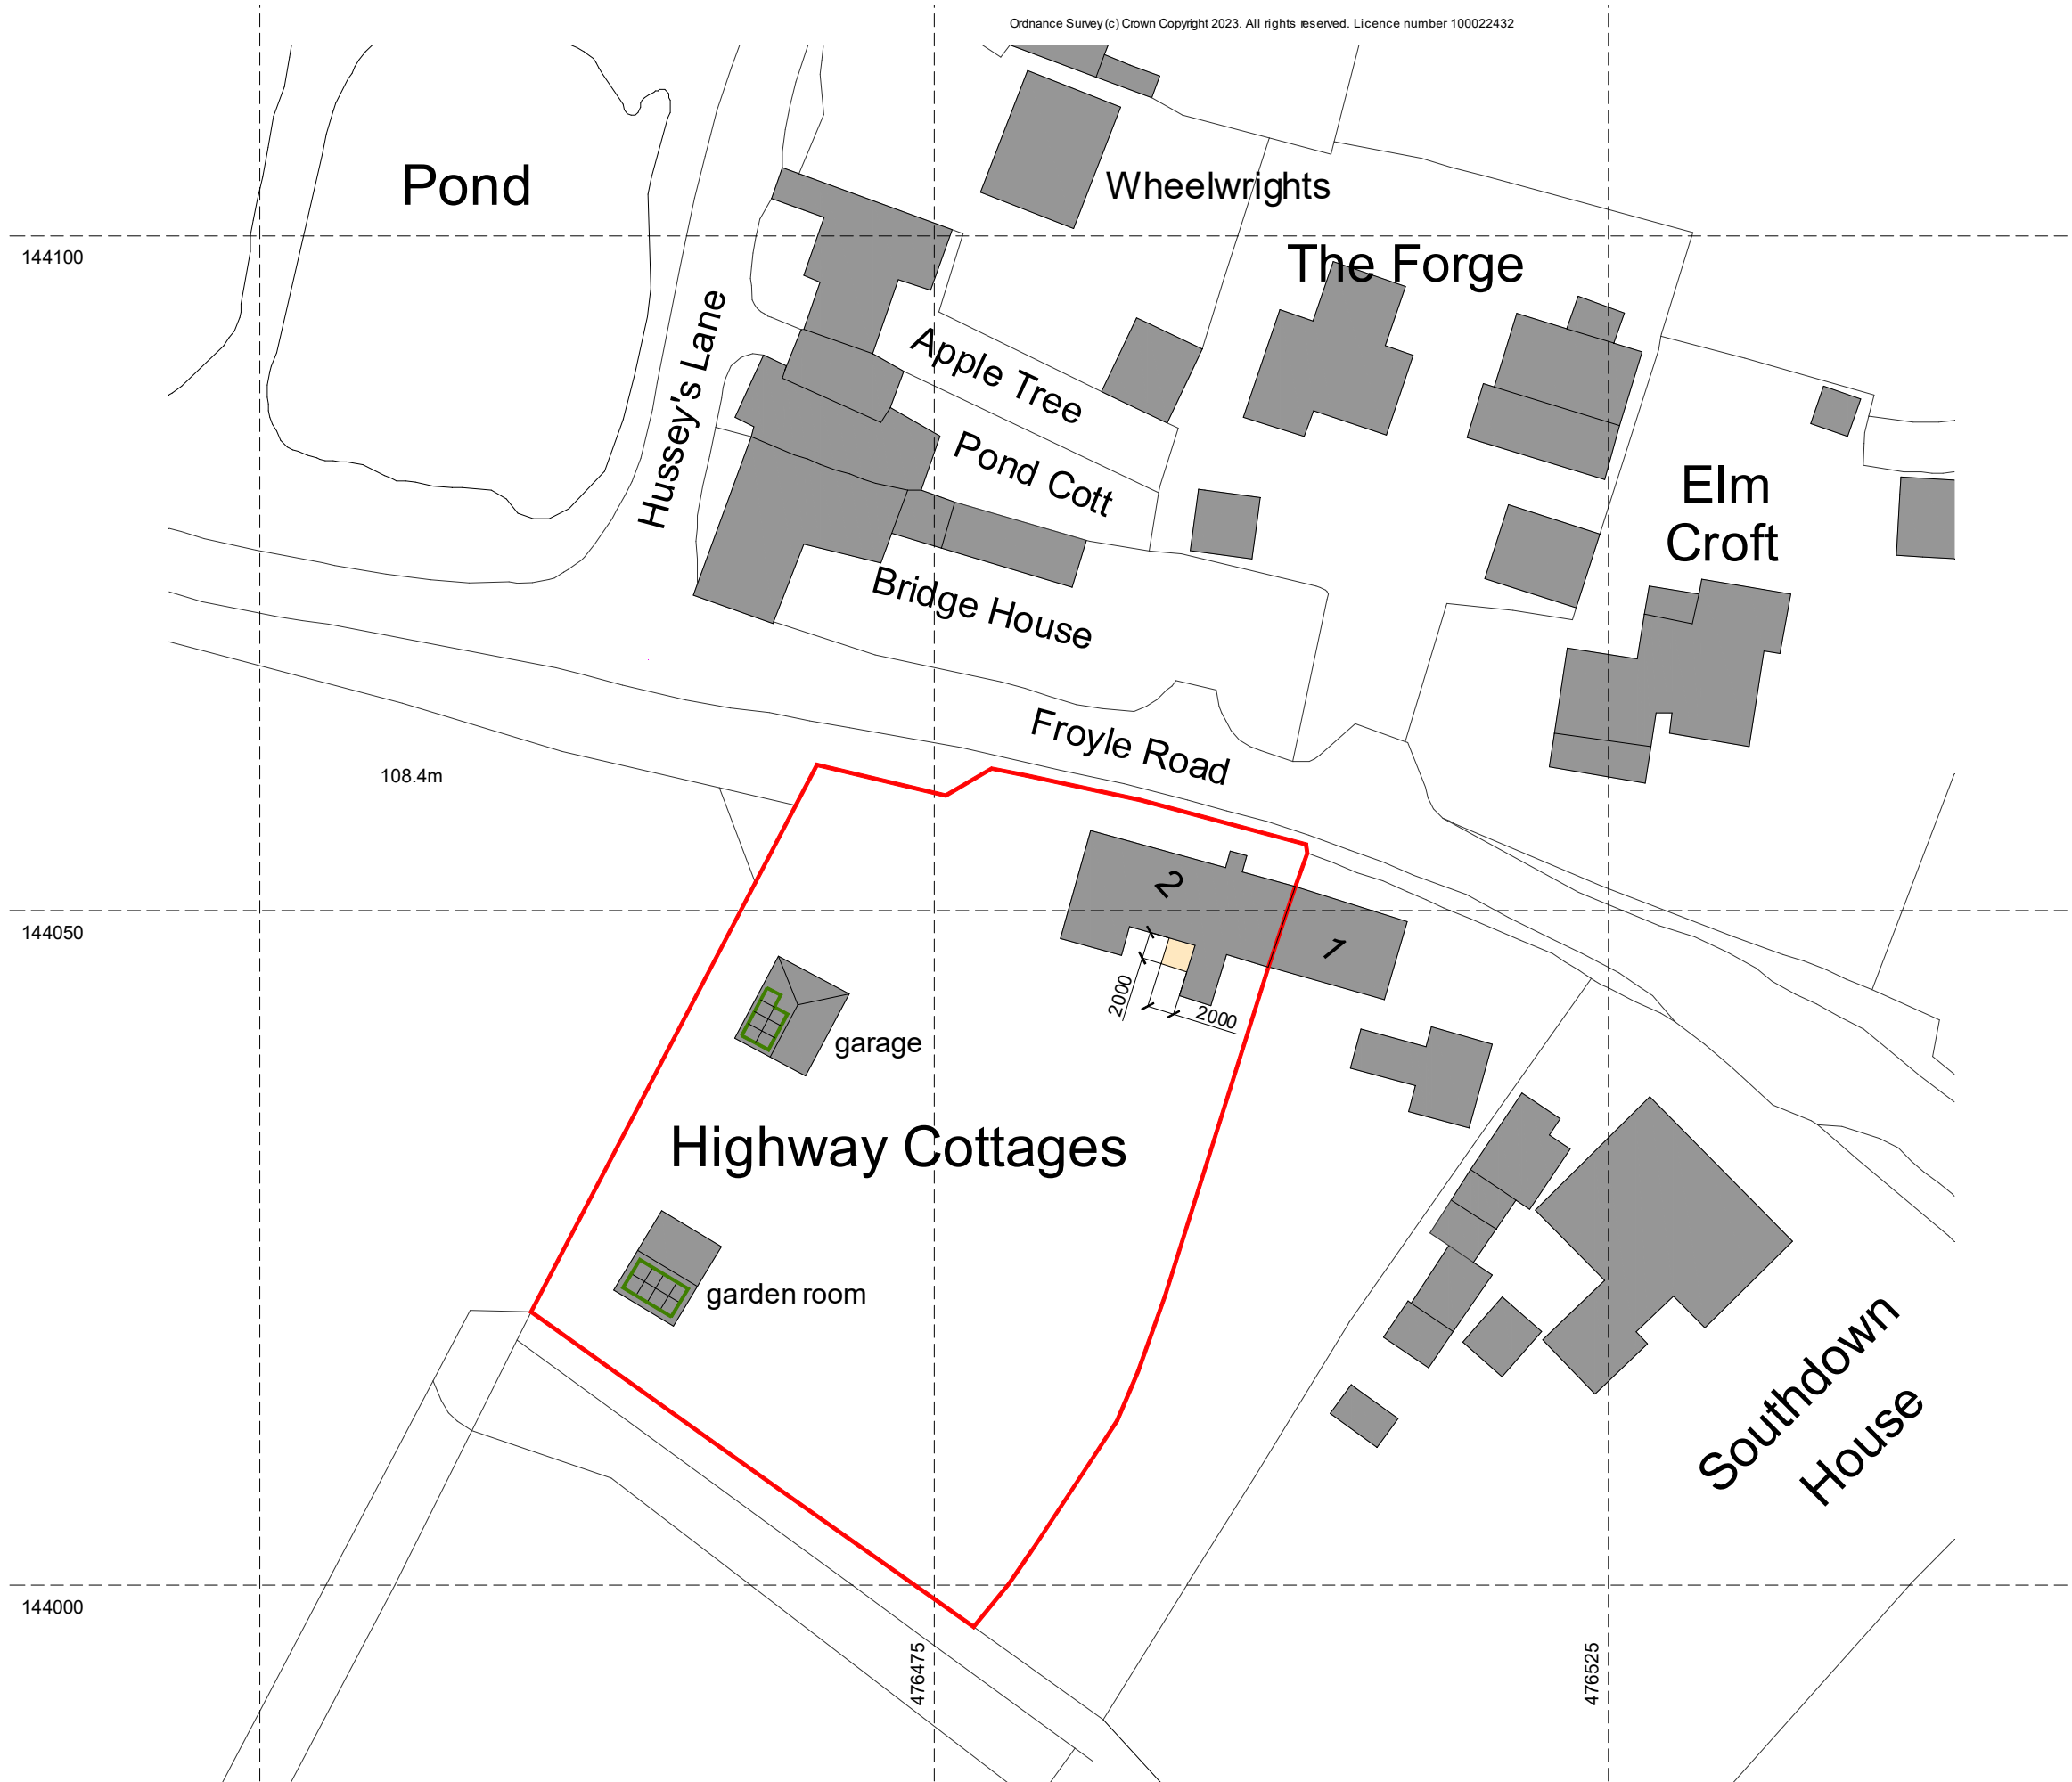 Ordnance Survey (c) Crown Copyright 2023. All rights reserved. Licence number 100022432
Pond
Wheelwrights
144100
The Forge
Hussey's Lane
Apple Tree
Pond Cott
Elm
Croft
Bridge House
Froyle Road
108.4m
2
1
144050
2000
2000
garage
Highway Cottages
garden room
Southdown
House
144000
476475
476525